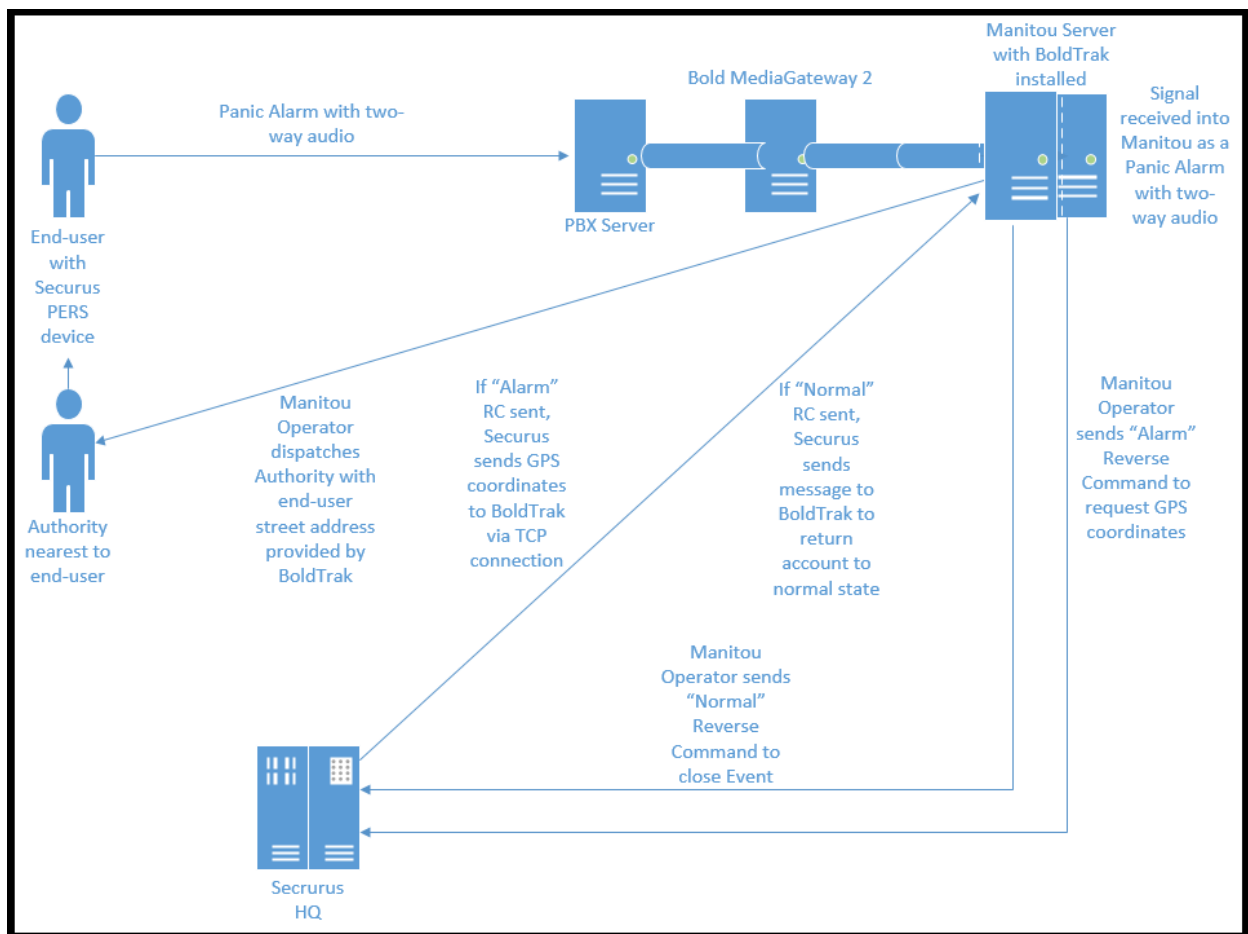 Manitou Server
with BoldTrak
installed
Bold MediaGateway 2
Signal
received into
Manitou as a
Panic Alarm
with two-
way audio
Panic Alarm with two-
way audio
PBX Server
End-user
with
Securus
PERS
device
Manitou
Operator
dispatches
Authority with
end-user
street address
provided by
BoldTrak
If “Alarm”
RC sent,
Securus
sends GPS
coordinates
to BoldTrak
via TCP
connection
If “Normal”
RC sent,
Securus
sends
message to
BoldTrak to
return
account to
normal state
Manitou
Operator
sends “Alarm”
Reverse
Command to
request GPS
coordinates
Authority
nearest to
end-user
Manitou
Operator sends
“Normal”
Reverse
Command to
close Event
Secrurus
HQ